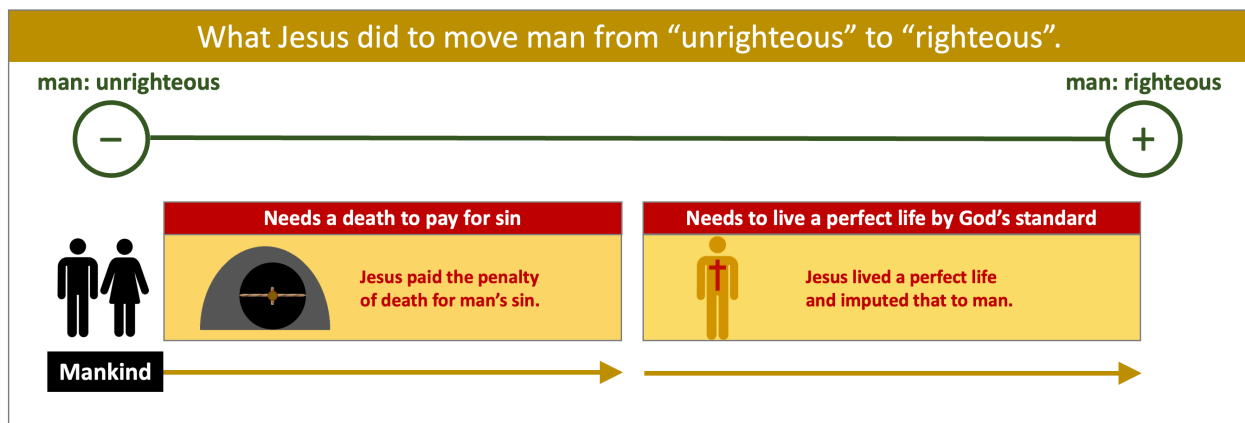 What Jesus did to move man from “unrighteous” to “righteous”.
man: unrighteous
man: righteous
−
+
Needs a death to pay for sin
Needs to live a perfect life by God’s standard
Jesus paid the penalty
of death for man’s sin.
Jesus lived a perfect life
and imputed that to man.
Mankind